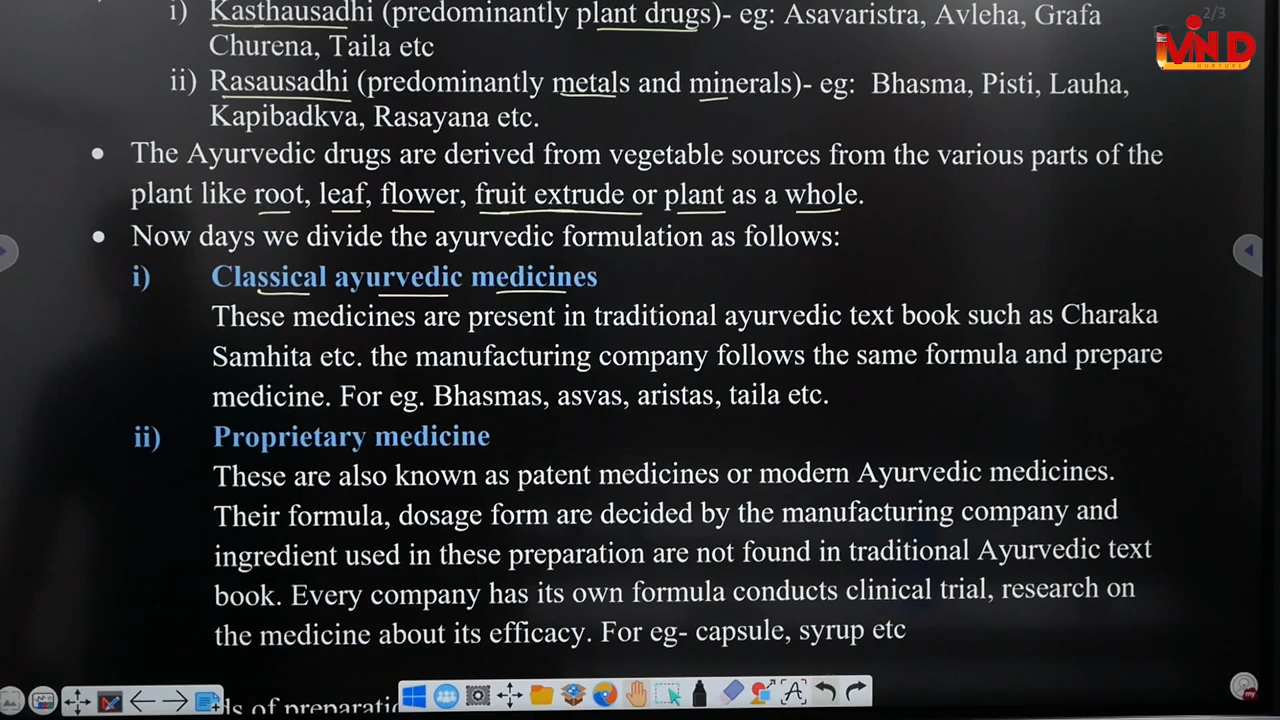 i) Kasthausadhi (predominantly plant drugs)- eg: Asavaristra, Avleha, Grafa
2/3
MIND
NURTURE
Churena, Taila etc
ii) Rasausadhi (predominantly metals and minerals)- eg: Bhasma, Pisti, Lauha,
Kapibadkva, Rasayana etc.
• The Ayurvedic drugs are derived from vegetable sources from the various parts of the
plant like root, leaf, flower, fruit extrude or plant as a whole.
• Now days we divide the ayurvedic formulation as follows:
i) Classical ayurvedic medicines
These medicines are present in traditional ayurvedic text book such as Charaka
Samhita etc. the manufacturing company follows the same formula and prepare
medicine. For eg. Bhasmas, asvas, aristas, taila etc.
ii) Proprietary medicine
These are also known as patent medicines or modern Ayurvedic medicines.
Their formula, dosage form are decided by the manufacturing company and
ingredient used in these preparation are not found in traditional Ayurvedic text
book. Every company has its own formula conducts clinical trial, research on
the medicine about its efficacy. For eg- capsule, syrup etc
ds of preparati